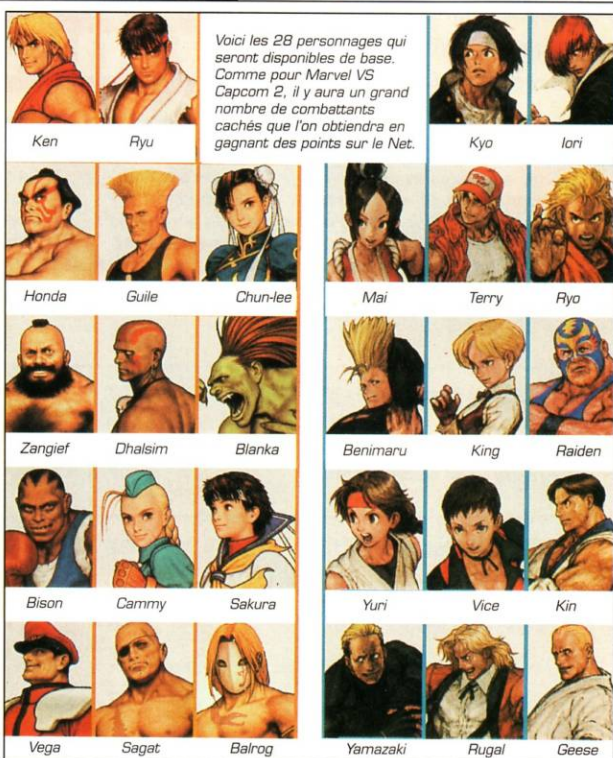 Voici les 28 personnages qui
seront disponibles de base.
Comme pour Marvel VS
Capcom 2, il y aura un grand
nombre de combattants
cachés que l'on obtiendra en
gagnant des points sur le Net.
Ken Ryu Kyo Iori
Honda Guile Chun-lee Mai Terry Ryo
Zangief Dhalsim Blanka Benimaru King Raiden
Bison Cammy Sakura Yuri Vice Kin
Vega Sagat Balrog Yamazaki Rugal Geese